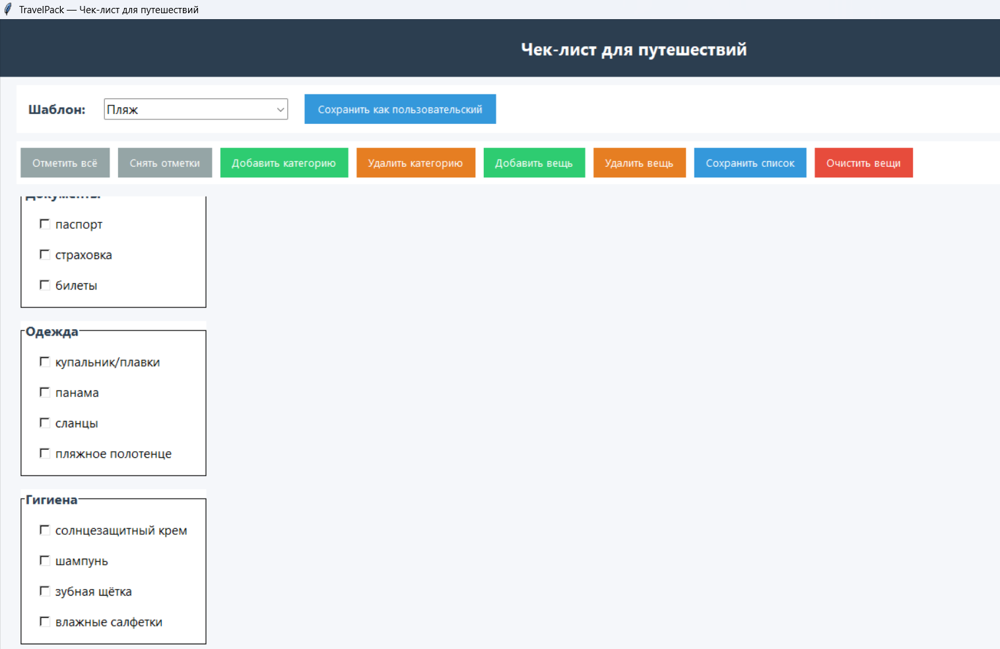 TravelPack — Чек-лист для путешествий
Чек-лист для путешествий
Шаблон: Пляж Сохранить как пользовательский
Отметить всё Снять отметки Добавить категорию Удалить категорию Добавить вещь Удалить вещь Сохранить список Очистить вещи
Документы
паспорт
страховка
билеты
Одежда
купальник/плавки
панама
сланцы
пляжное полотенце
Гигиена
солнцезащитный крем
шампунь
зубная щётка
влажные салфетки